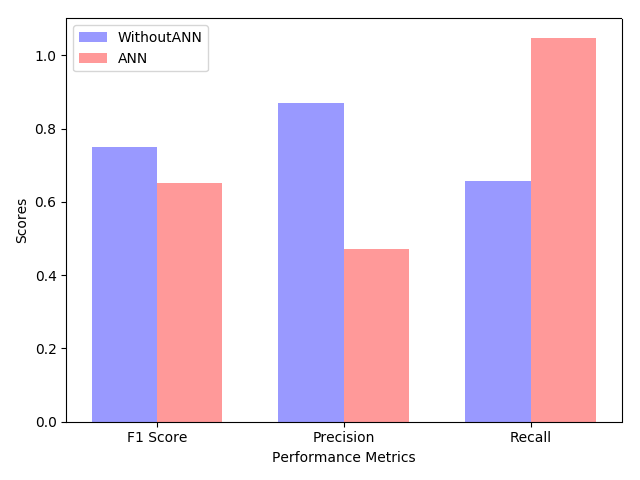 WithoutANN
ANN
Scores
1.0
0.8
0.6
0.4
0.2
0.0
F1 Score
Precision
Recall
Performance Metrics